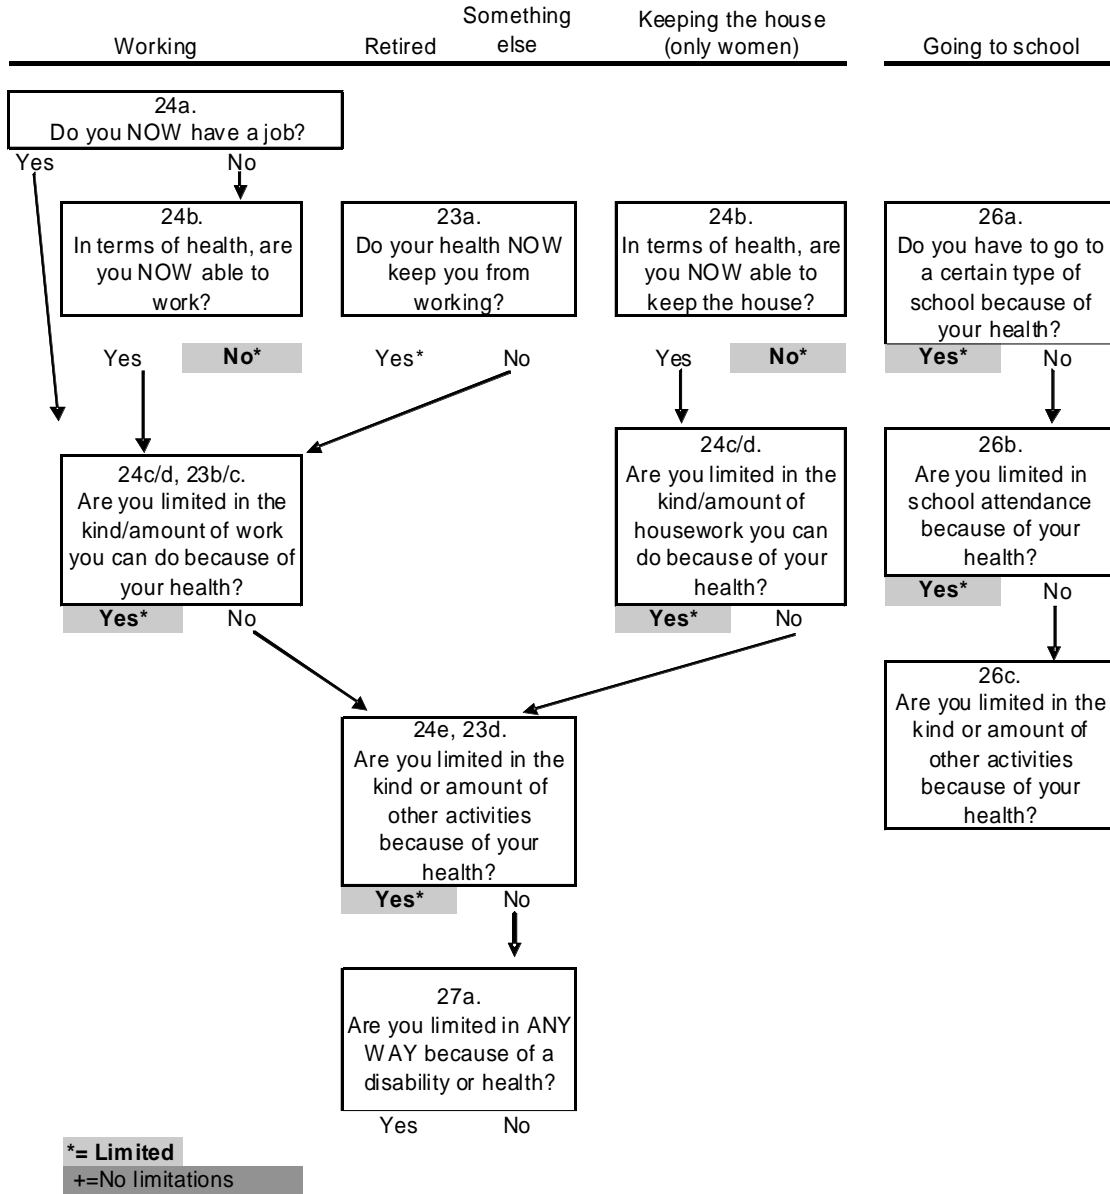 Working
Retired
Something
else
Keeping the house
(only women)
Going to school
24a.
Do you NOW have a job?
Yes
No
24b.
In terms of health, are
you NOW able to
work?
23a.
Do your health NOW
keep you from
working?
24b.
In terms of health, are
you NOW able to
keep the house?
26a.
Do you have to go to
a certain type of
school because of
your health?
Yes
No*
Yes*
No
Yes
No*
Yes*
No
24c/d, 23b/c.
Are you limited in the
kind/amount of work
you can do because of
your health?
24c/d.
Are you limited in the
kind/amount of
housework you can
do because of your
health?
26b.
Are you limited in
school attendance
because of your
health?
Yes*
No
Yes*
No
Yes*
No
24e, 23d.
Are you limited in the
kind or amount of
other activities
because of your
health?
26c.
Are you limited in the
kind or amount of
other activities
because of your
health?
Yes*
No
27a.
Are you limited in ANY
WAY because of a
disability or health?
Yes
No
*= Limited
+=No limitations